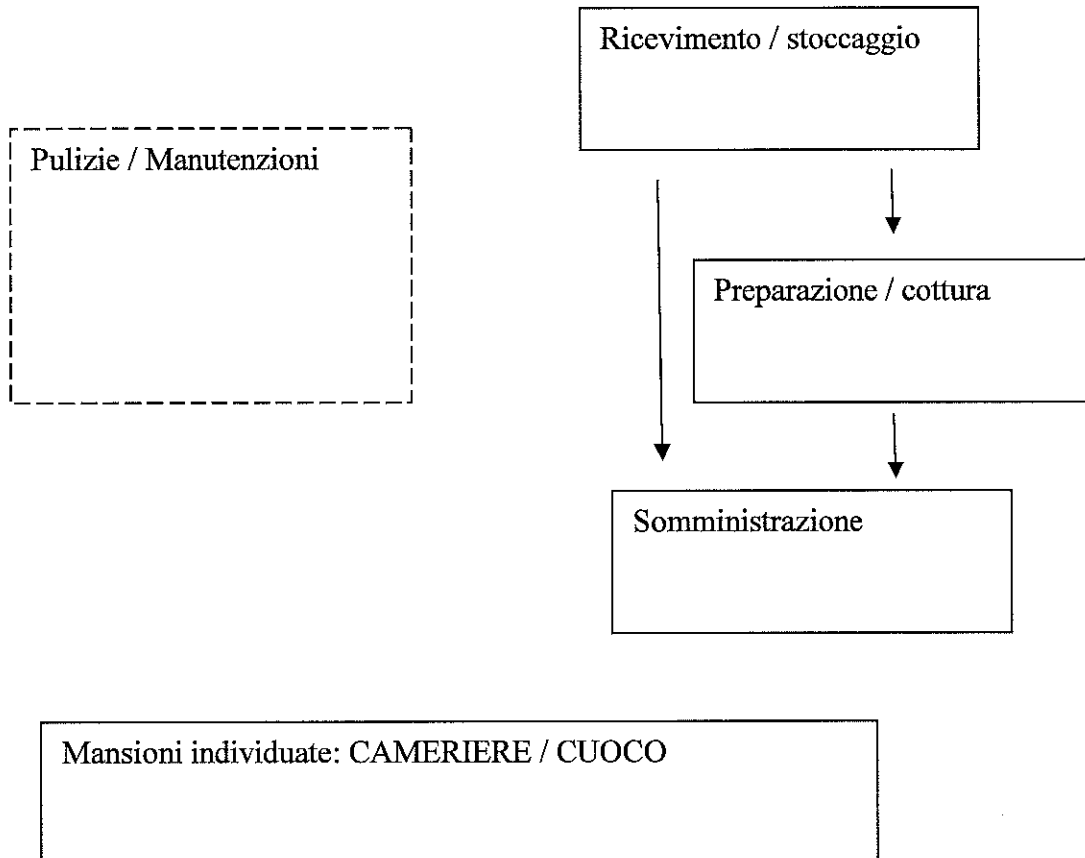 Ricevimento / stoccaggio
Pulizie / Manutenzioni
Preparazione / cottura
Somministrazione
Mansioni individuate: CAMERIERE / CUOCO